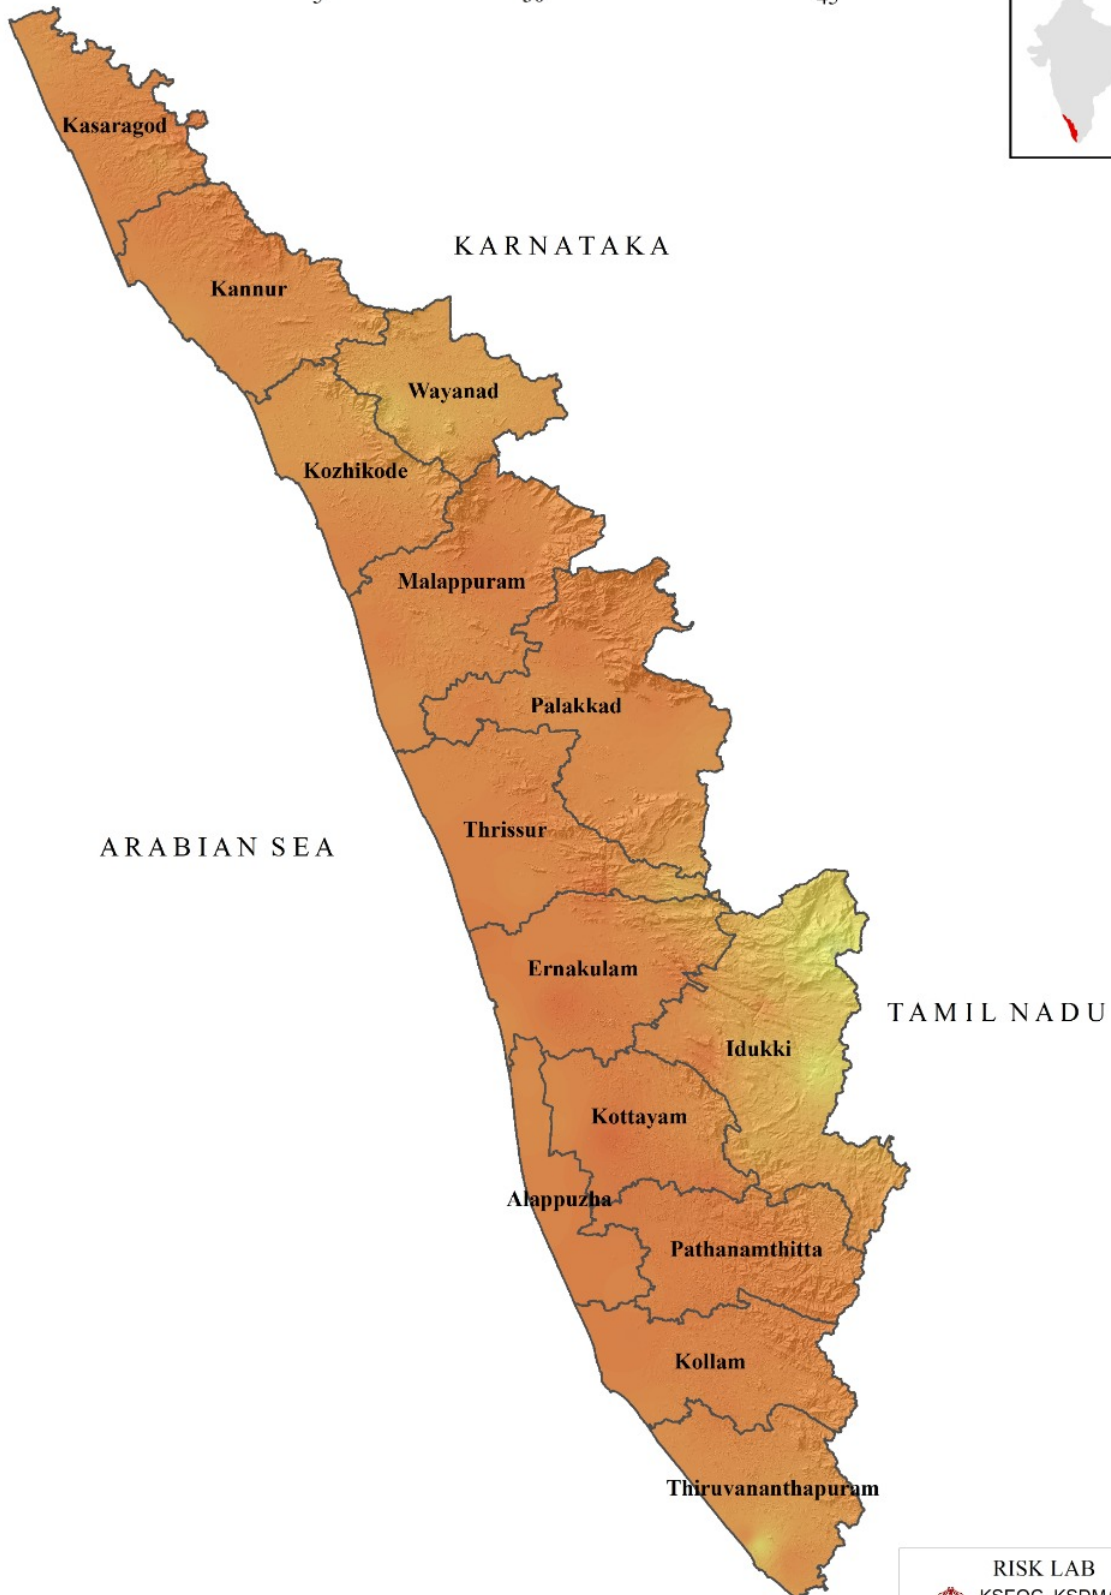 Kasaragod
KARNATAKA
Kannur
Wayanad
Kozhikode
Malappuram
Palakkad
Thrissur
ARABIAN SEA
Ernakulam
TAMIL NADU
Idukki
Kottayam
Alappuzha
Pathanamthitta
Kollam
Thiruvananthapuram
RISK LAB